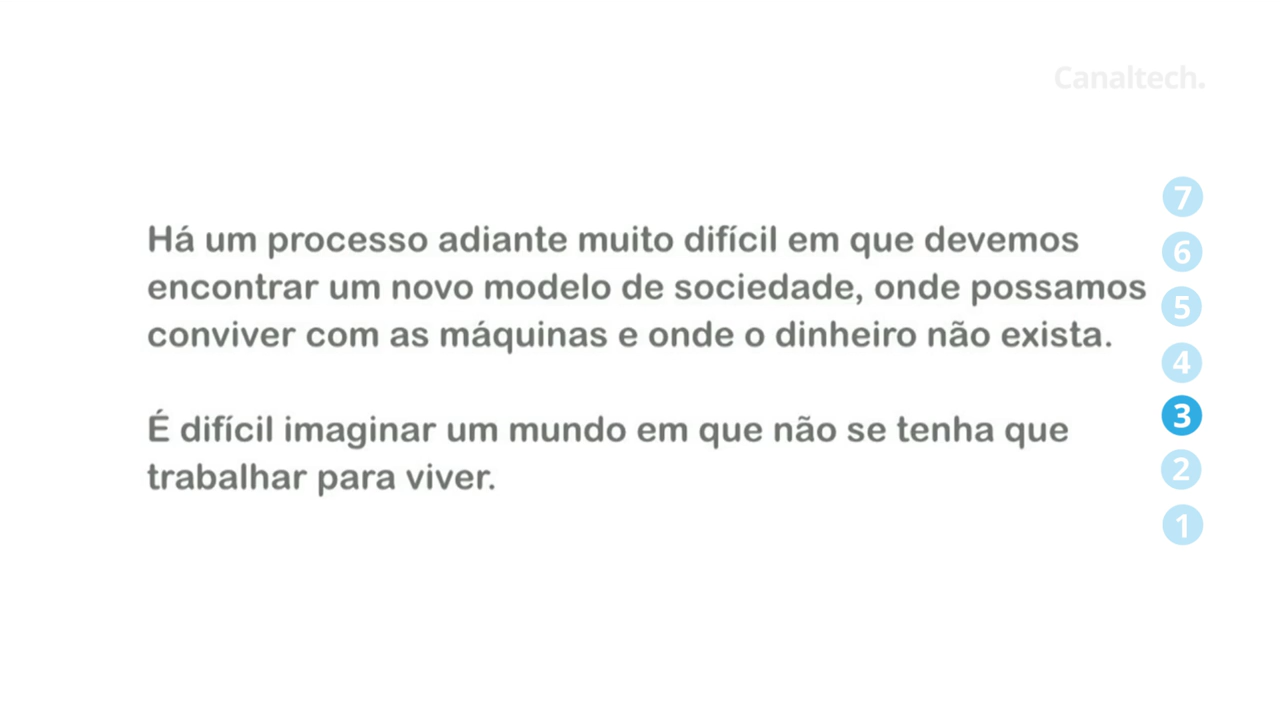 Canaltech.
Há um processo adiante muito difícil em que devemos
encontrar um novo modelo de sociedade, onde possamos
conviver com as máquinas e onde o dinheiro não exista.
É difícil imaginar um mundo em que não se tenha que
trabalhar para viver.
7
6
5
4
3
2
1